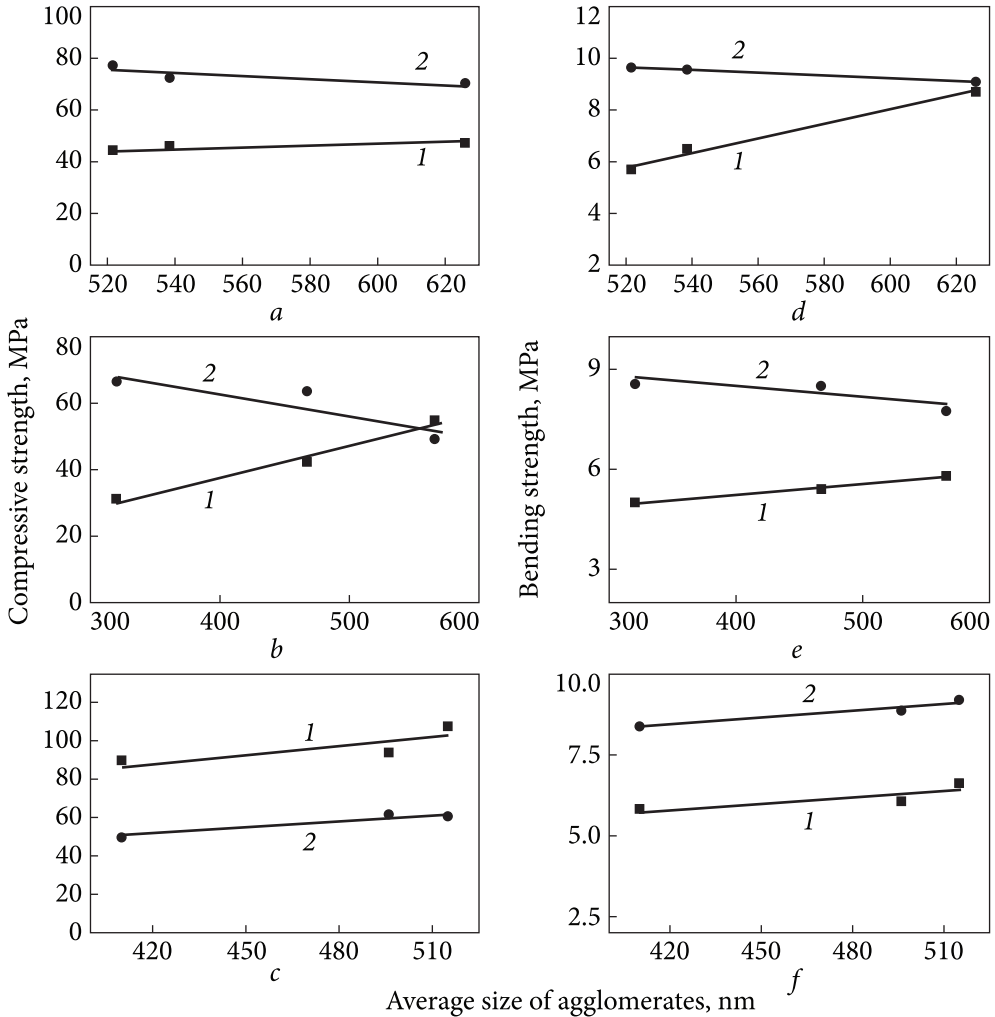 100
80
60
40
20
0
520 540 560 580 600 620
2
1
a
12
10
8
6
4
2
520 540 560 580 600 620
2
1
d
80
60
40
20
0
300 400 500 600
2
1
b
9
6
3
300 400 500 600
2
1
e
120
100
80
60
40
20
0
420 450 480 510
1
2
c
10.0
7.5
5.0
2.5
420 450 480 510
2
1
f
Compressive strength, MPa
Bending strength, MPa
Average size of agglomerates, nm